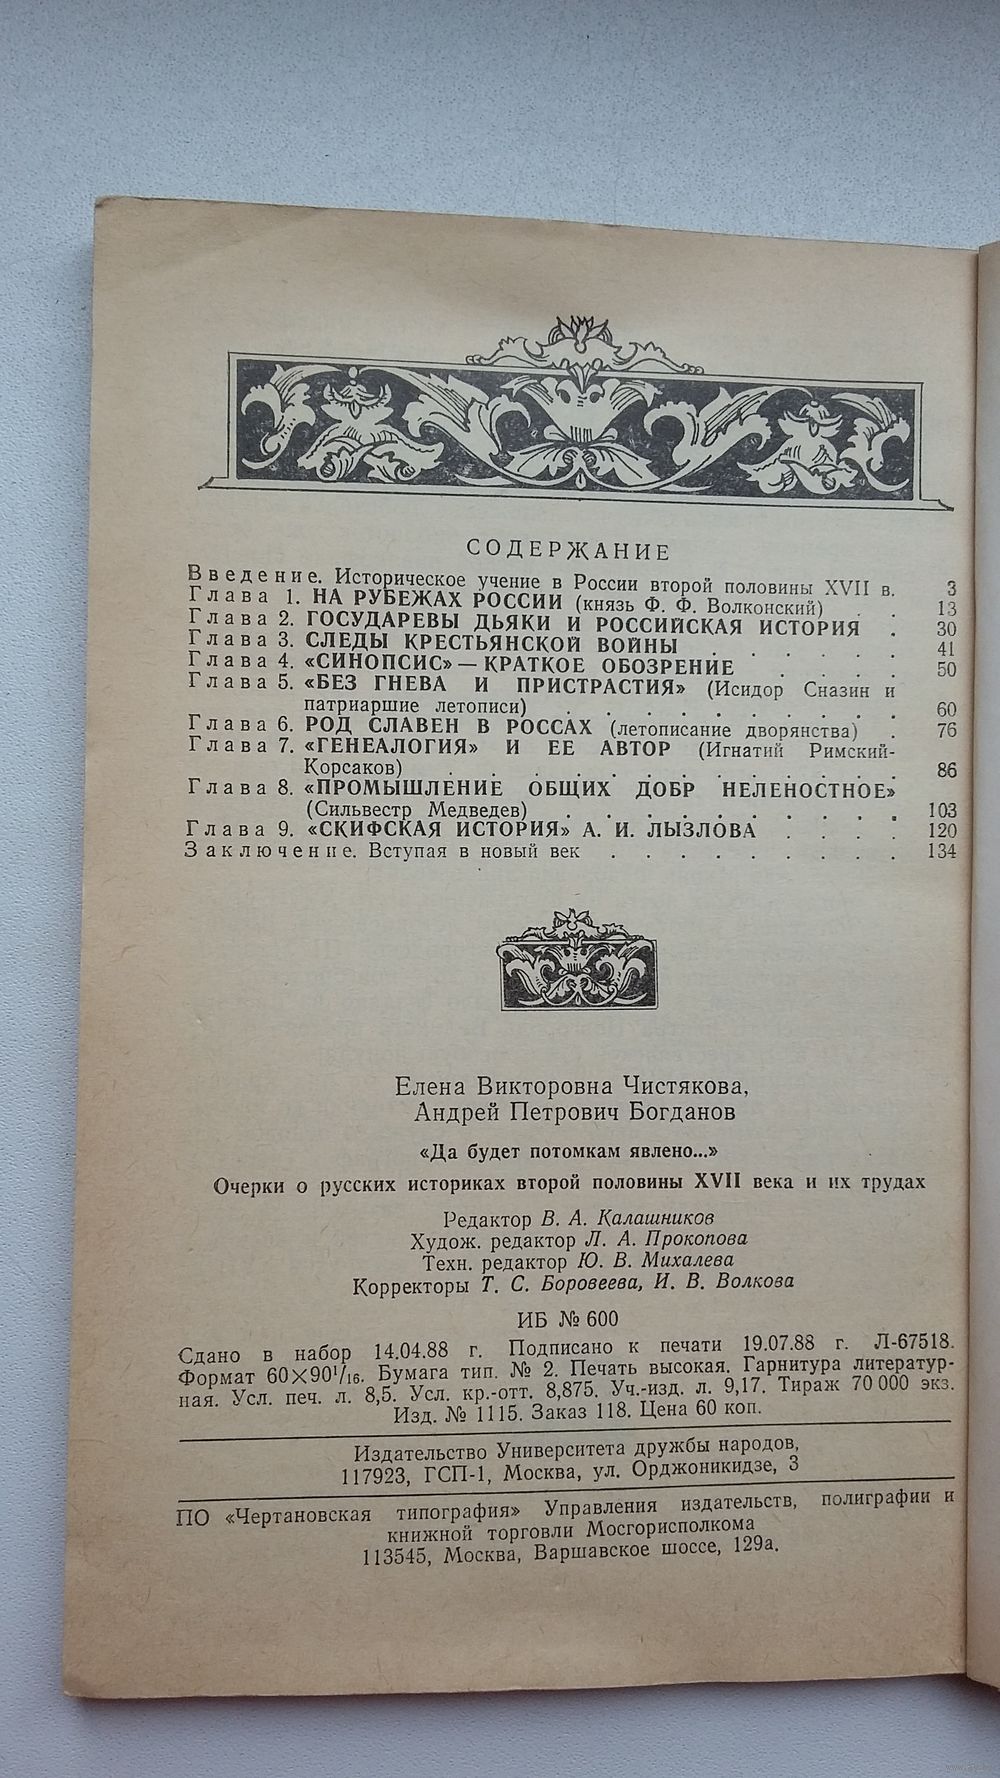 СОДЕРЖАНИЕ
Введение. Историческое учение в России второй половины XVII в. 3
Глава 1. НА РУБЕЖАХ РОССИИ (князь Ф. Ф. Волконский) . . 13
Глава 2. ГОСУДАРЕВЫ ДЬЯКИ И РОССИЙСКАЯ ИСТОРИЯ . 30
Глава 3. СЛЕДЫ КРЕСТЬЯНСКОЙ ВОЙНЫ . . . . . . 41
Глава 4. «СИНОПСИС» — КРАТКОЕ ОБОЗРЕНИЕ . . . . 50
Глава 5. «БЕЗ ГНЕВА И ПРИСТРАСТИЯ» (Исидор Сназин и
патриаршие летописи) . . . . . . . . . 60
Глава 6. РОД СЛАВЕН В РОССАХ (летописание дворянства) . 76
Глава 7. «ГЕНЕАЛОГИЯ» И ЕЕ АВТОР (Игнатий Римский-
Корсаков) . . . . . . . . . . . . 86
Глава 8. «ПРОМЫШЛЕНИЕ ОБЩИХ ДОБР НЕЛЕНОСТНОЕ»
(Сильвестр Медведев) . . . . . . . . . 103
Глава 9. «СКИФСКАЯ ИСТОРИЯ» А. И. ЛЫЗЛОВА . . . . 120
Заключение. Вступая в новый век . . . . . . . . . 134
Елена Викторовна Чистякова,
Андрей Петрович Богданов
«Да будет потомкам явлено...»
Очерки о русских историках второй половины XVII века и их трудах
Редактор В. А. Калашников
Худож. редактор Л. А. Прокопова
Техн. редактор Ю. В. Михалева
Корректоры Т. С. Боровеева, И. В. Волкова
ИБ № 600
Сдано в набор 14.04.88 г. Подписано к печати 19.07.88 г. Л-67518.
Формат 60×90¹/₁₆. Бумага тип. № 2. Печать высокая. Гарнитура литератур-
ная. Усл. печ. л. 8,5. Усл. кр.-отт. 8,875. Уч.-изд. л. 9,17. Тираж 70 000 экз.
Изд. № 1115. Заказ 118. Цена 60 коп.
Издательство Университета дружбы народов,
117923, ГСП-1, Москва, ул. Орджоникидзе, 3
ПО «Чертановская типография» Управления издательств, полиграфии и
книжной торговли Мосгорисполкома
113545, Москва, Варшавское шоссе, 129а.